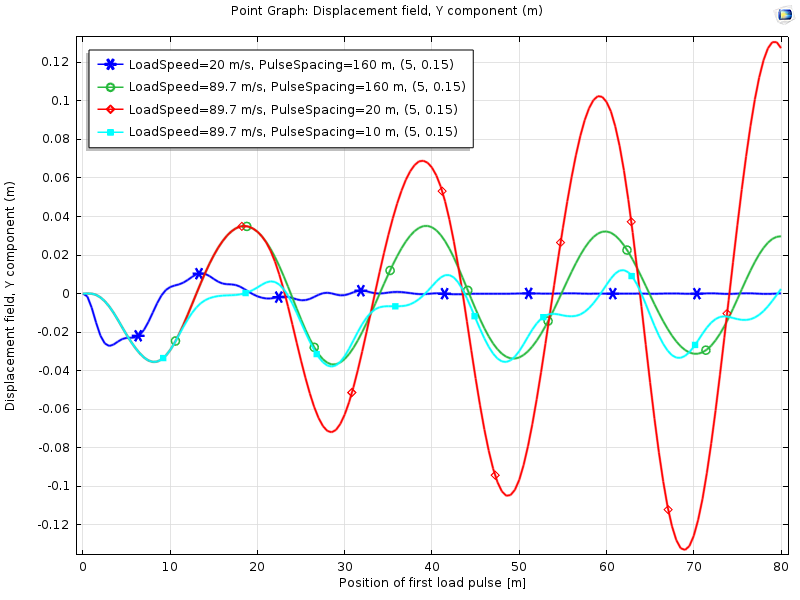 Point Graph: Displacement field, Y component (m)
LoadSpeed=20 m/s, PulseSpacing=160 m, (5, 0.15)
LoadSpeed=89.7 m/s, PulseSpacing=160 m, (5, 0.15)
LoadSpeed=89.7 m/s, PulseSpacing=20 m, (5, 0.15)
LoadSpeed=89.7 m/s, PulseSpacing=10 m, (5, 0.15)
Displacement field, Y component (m)
0.12
0.1
0.08
0.06
0.04
0.02
0
-0.02
-0.04
-0.06
-0.08
-0.1
-0.12
0 10 20 30 40 50 60 70 80
Position of first load pulse [m]